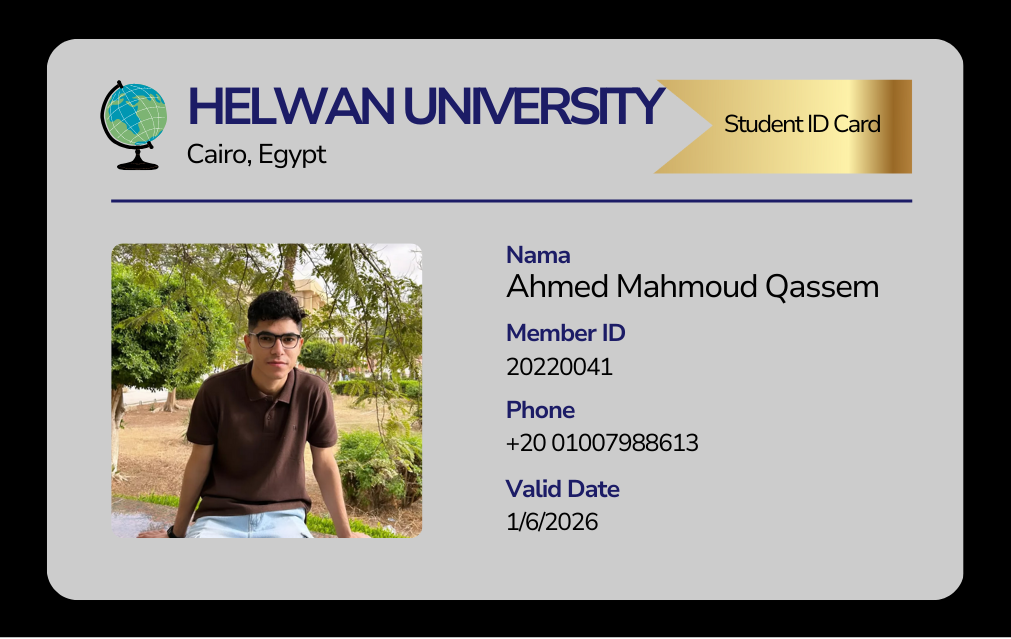 HELWAN UNIVERSITY
Cairo, Egypt
Student ID Card
Nama
Ahmed Mahmoud Qassem
Member ID
20220041
Phone
+20 01007988613
Valid Date
1/6/2026